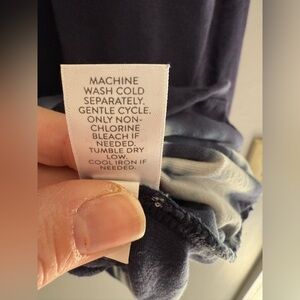 MACHINE
WASH COLD
SEPARATELY.
GENTLE CYCLE.
ONLY NON-
CHLORINE
BLEACH IF
NEEDED.
TUMBLE DRY
LOW.
COOL IRON IF
NEEDED.